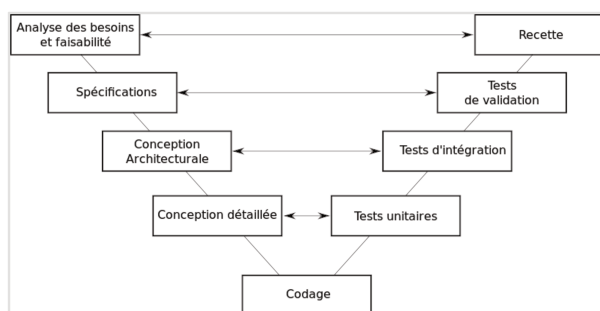 Analyse des besoins
et faisabilité
Recette
Spécifications
Tests
de validation
Conception
Architecturale
Tests d'intégration
Conception détaillée
Tests unitaires
Codage